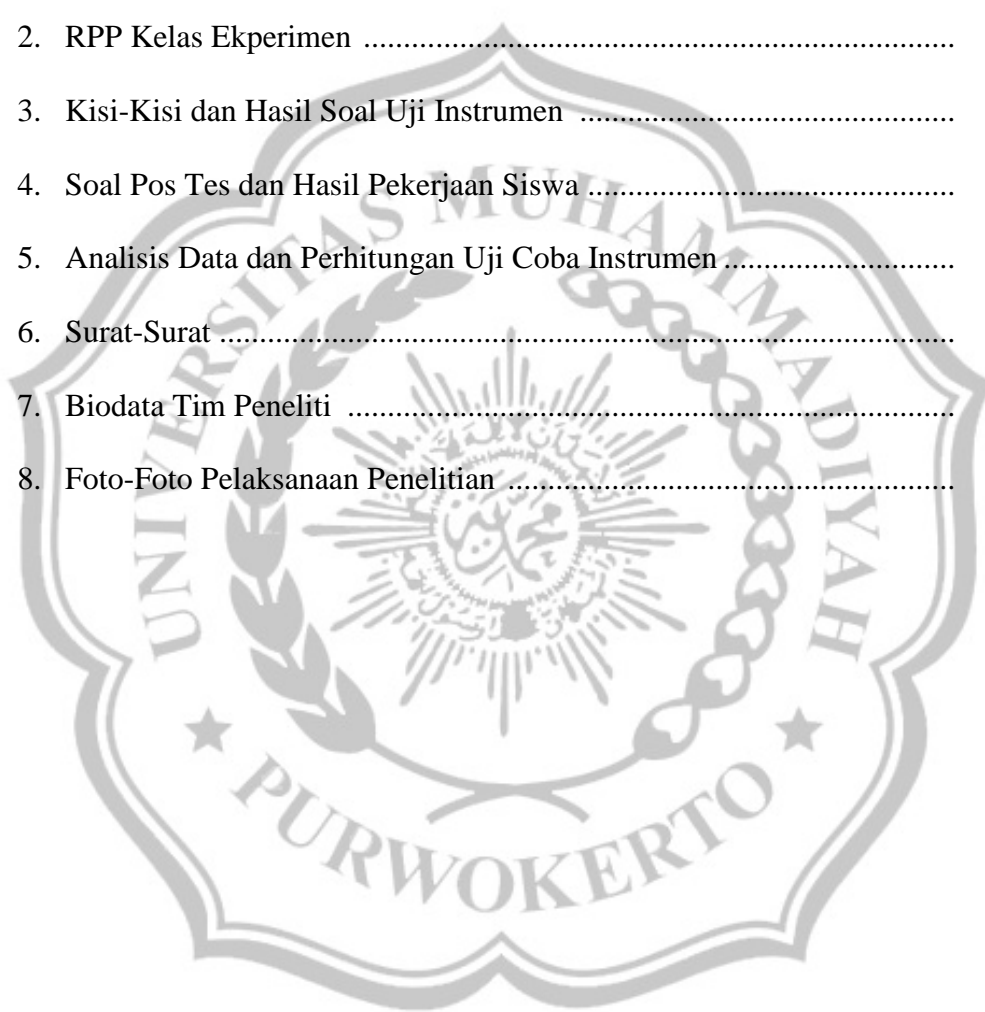 2. RPP Kelas Ekperimen ............................................................................
3. Kisi-Kisi dan Hasil Soal Uji Instrumen ................................................
4. Soal Pos Tes dan Hasil Pekerjaan Siswa ...............................................
5. Analisis Data dan Perhitungan Uji Coba Instrumen ..............................
6. Surat-Surat ..............................................................................................
7. Biodata Tim Peneliti ..............................................................................
8. Foto-Foto Pelaksanaan Penelitian .........................................................
UNIVERSITAS MUHAMMADIYAH
PURWOKERTO